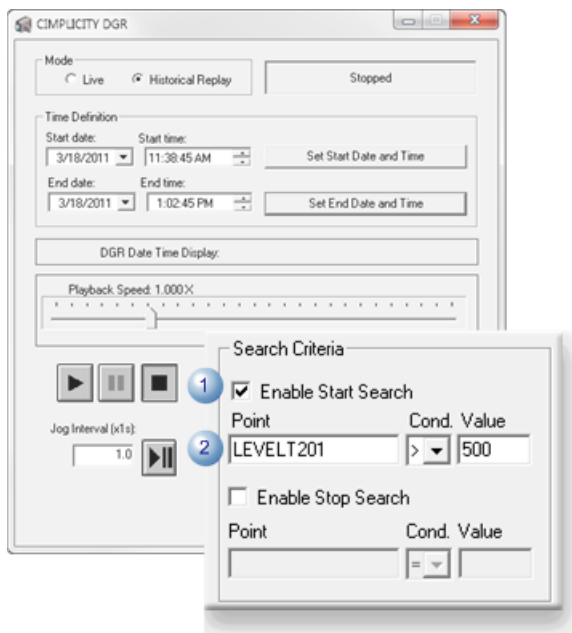 CIMPLICITY DGR
Mode
Live Historical Replay
Stopped
Time Definition
Start date: Start time:
3/18/2011 11:38:45 AM Set Start Date and Time
End date: End time:
3/18/2011 1:02:45 PM Set End Date and Time
DGR Date Time Display:
Playback Speed: 1.000X
Jog Interval (x1s):
1.0
Search Criteria
1 Enable Start Search
Point Cond. Value
2 LEVELT201 > 500
Enable Stop Search
Point Cond. Value
=